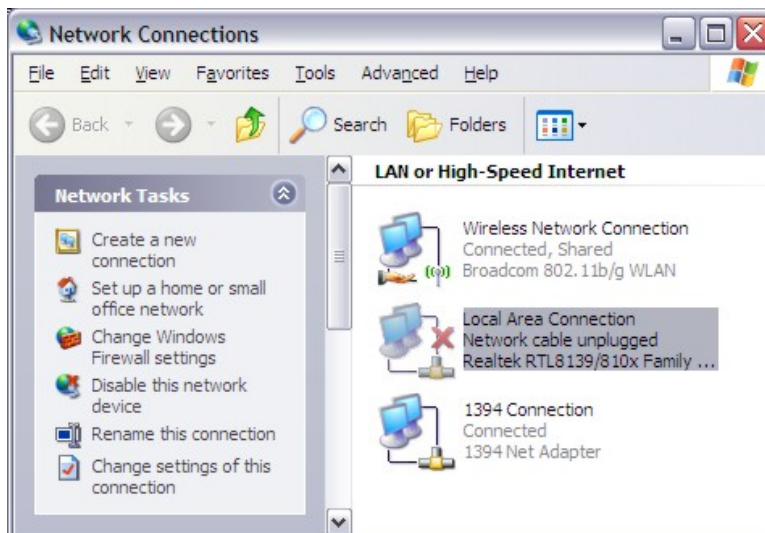 Network Connections
File Edit View Favorites Tools Advanced Help
Back Search Folders
Network Tasks
Create a new
connection
Set up a home or small
office network
Change Windows
Firewall settings
Disable this network
device
Rename this connection
Change settings of this
connection
LAN or High-Speed Internet
Wireless Network Connection
Connected, Shared
Broadcom 802.11b/g WLAN
Local Area Connection
Network cable unplugged
Realtek RTL8139/810x Family ...
1394 Connection
Connected
1394 Net Adapter